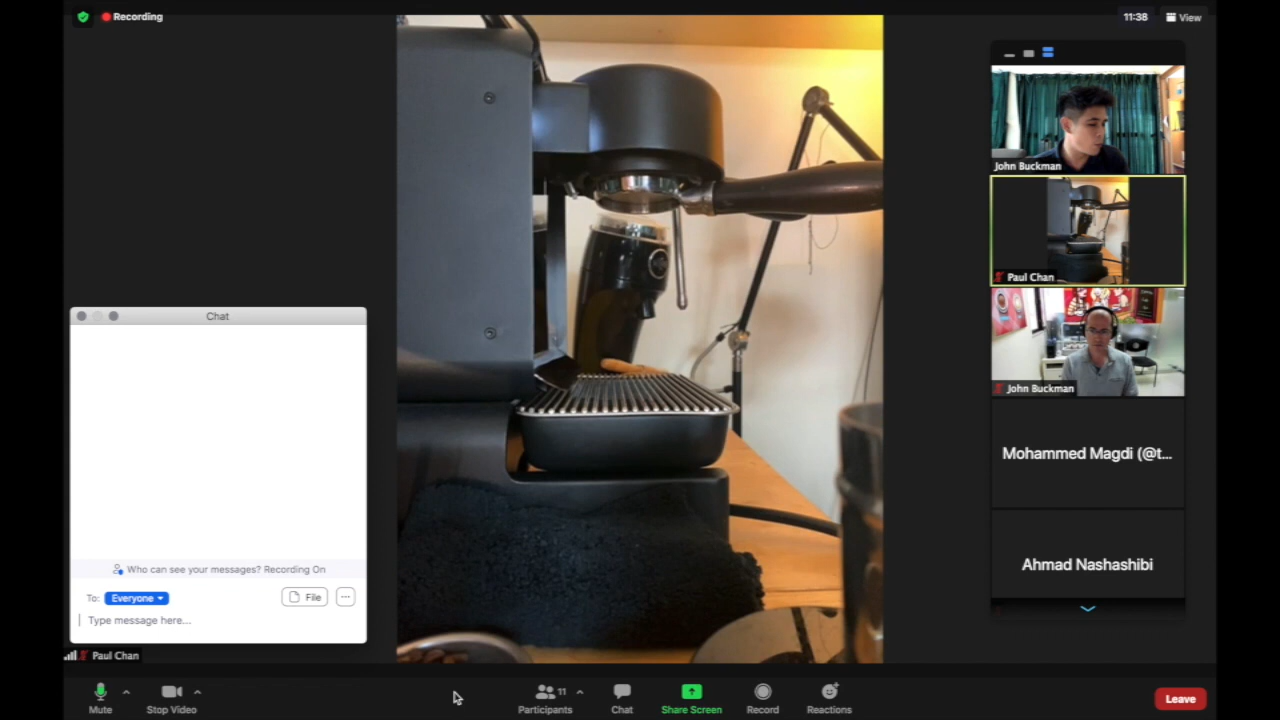 Recording
11:38
View
John Buckman
Paul Chan
John Buckman
Mohammed Magdi (@t...
Ahmad Nashashibi
Chat
Who can see your messages? Recording On
To: Everyone
File
Type message here...
Paul Chan
Mute
Stop Video
Participants
11
Chat
Share Screen
Record
Reactions
Leave